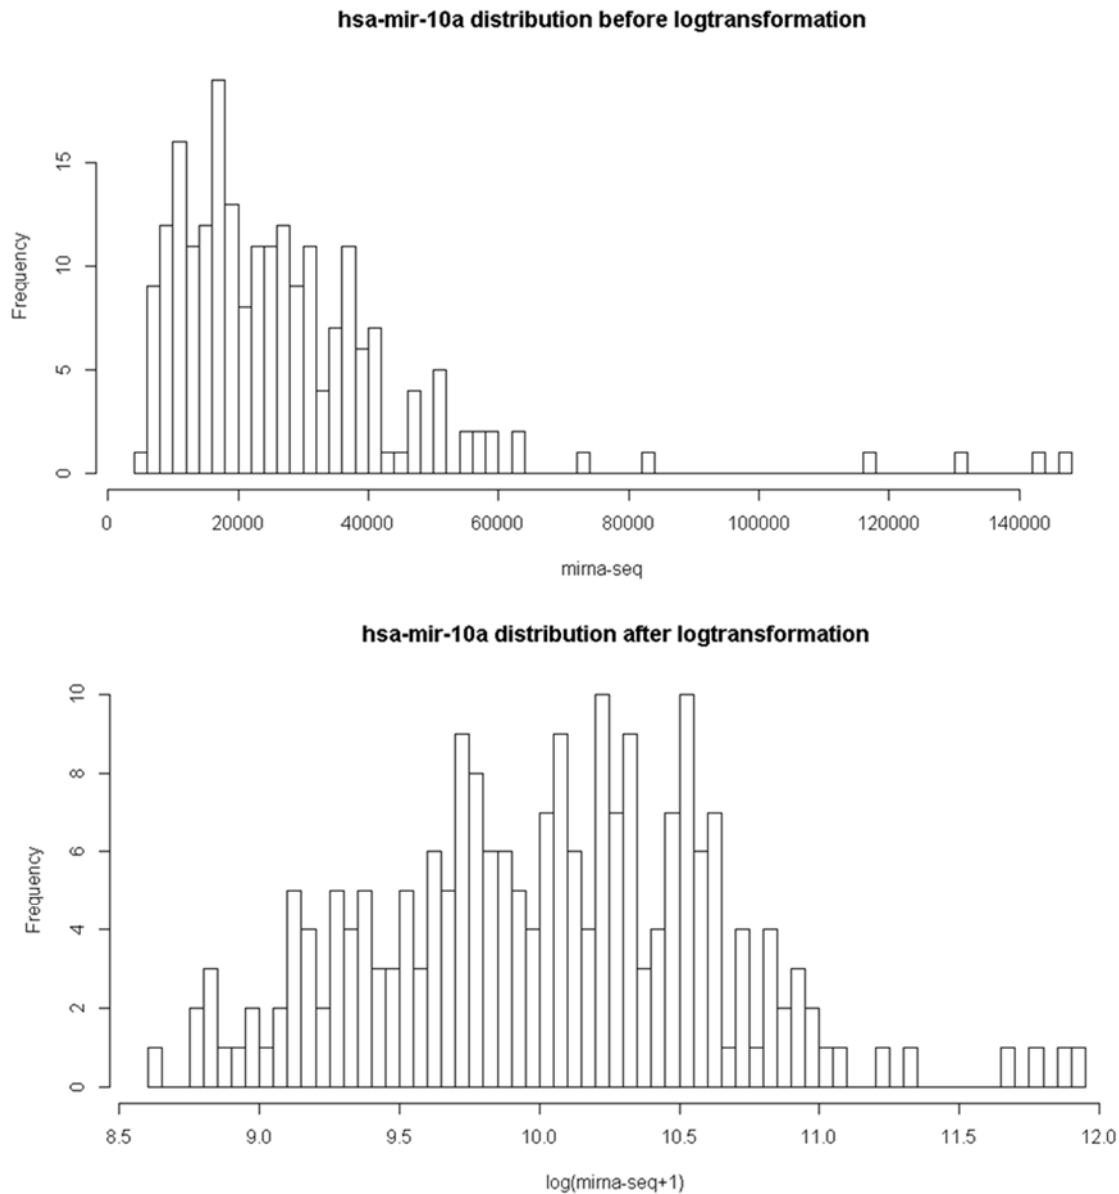 hsa-mir-10a distribution before logtransformation
Frequency
15
10
5
0
0 20000 40000 60000 80000 100000 120000 140000
mirna-seq
hsa-mir-10a distribution after logtransformation
Frequency
10
8
6
4
2
0
8.5 9.0 9.5 10.0 10.5 11.0 11.5 12.0
log(mirna-seq+1)